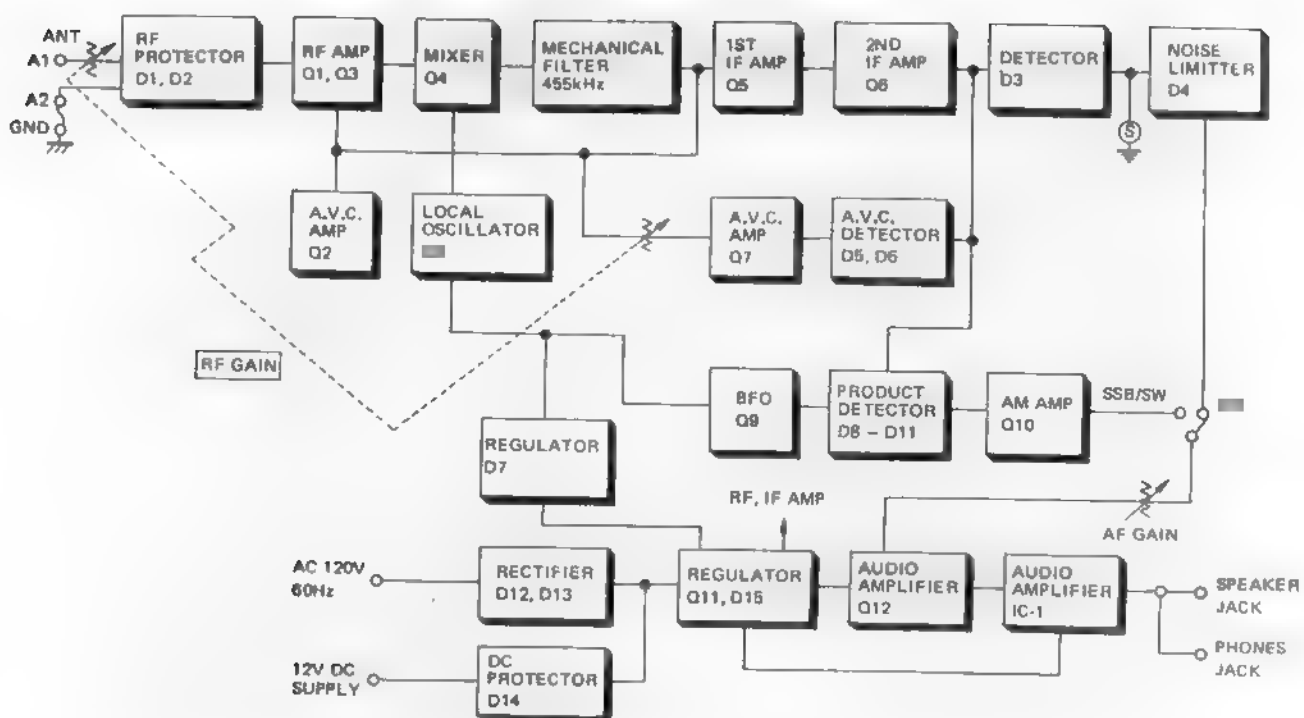 ANT
A1
A2
GND
RF
PROTECTOR
D1, D2
RF AMP
Q1, Q3
MIXER
Q4
MECHANICAL
FILTER
455kHz
1ST
IF AMP
Q5
2ND
IF AMP
Q6
DETECTOR
D3
NOISE
LIMITTER
D4
S
A.V.C.
AMP
Q2
LOCAL
OSCILLATOR
A.V.C.
AMP
Q7
A.V.C.
DETECTOR
D5, D6
RF GAIN
REGULATOR
D7
BFO
Q9
PRODUCT
DETECTOR
D8 – D11
AM AMP
Q10
SSB/SW
AF GAIN
RF, IF AMP
AC 120V
60Hz
RECTIFIER
D12, D13
REGULATOR
Q11, D15
AUDIO
AMPLIFIER
Q12
AUDIO
AMPLIFIER
IC-1
SPEAKER
JACK
PHONES
JACK
12V DC
SUPPLY
DC
PROTECTOR
D14